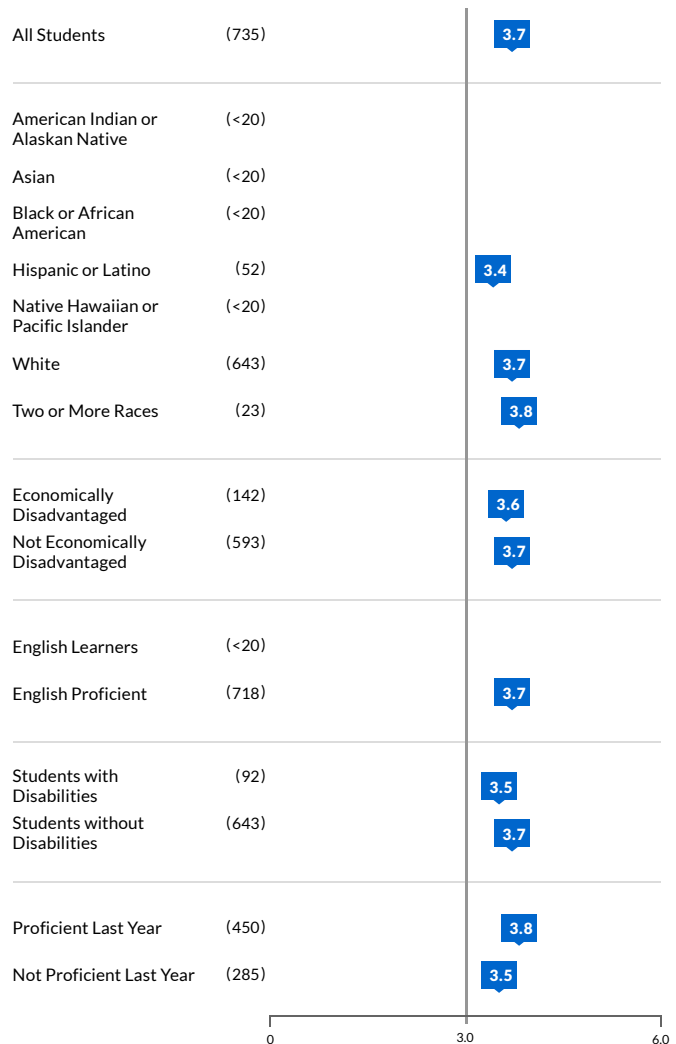 All Students (735) 3.7
American Indian or (<20)
Alaskan Native
Asian (<20)
Black or African (<20)
American
Hispanic or Latino (52) 3.4
Native Hawaiian or (<20)
Pacific Islander
White (643) 3.7
Two or More Races (23) 3.8
Economically (142) 3.6
Disadvantaged
Not Economically (593) 3.7
Disadvantaged
English Learners (<20)
English Proficient (718) 3.7
Students with (92) 3.5
Disabilities
Students without (643) 3.7
Disabilities
Proficient Last Year (450) 3.8
Not Proficient Last Year (285) 3.5
0 3.0 6.0